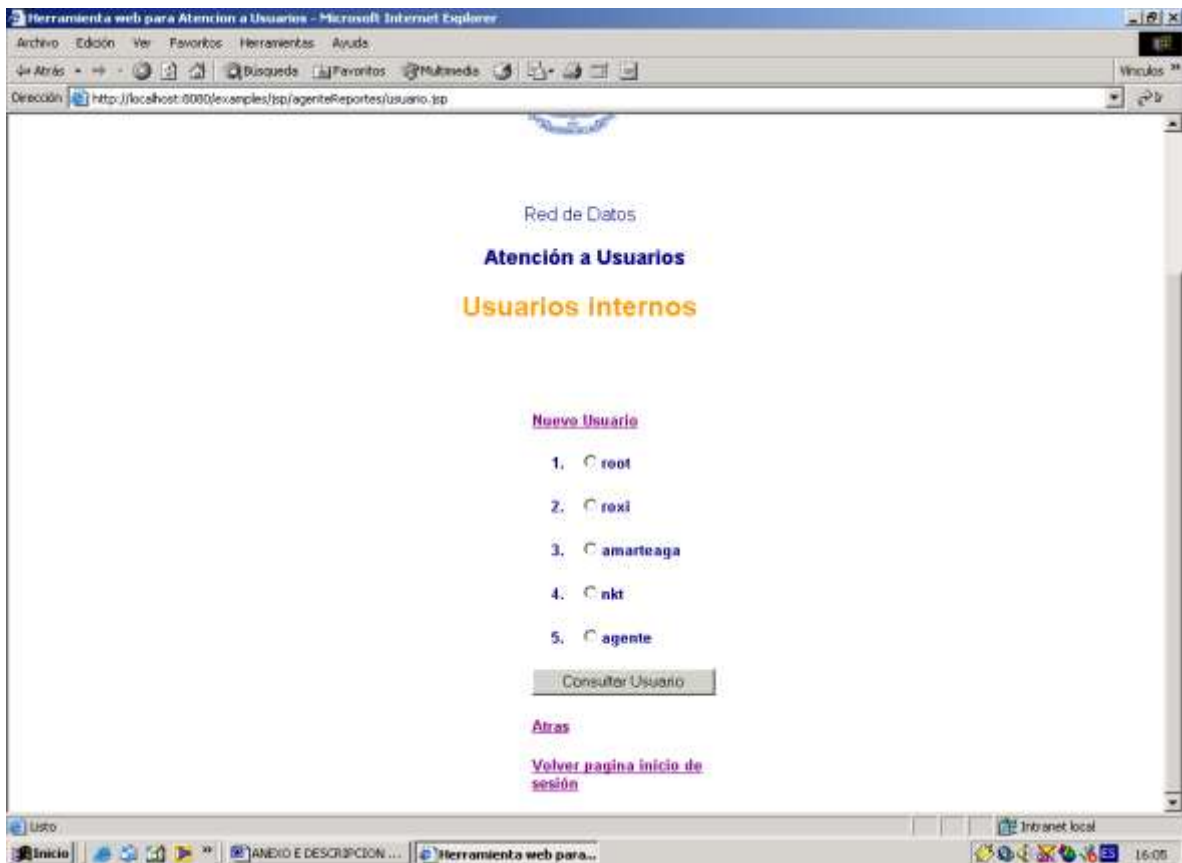 Herramienta web para Atencion a Usuarios - Microsoft Internet Explorer
Archivo Edición Ver Favoritos Herramientas Ayuda
Atrás Búsqueda Favoritos Multimedia Vínculos »
Dirección http://localhost:8080/examples/jsp/agenteReportes/usuario.jsp Ir
Red de Datos
Atención a Usuarios
Usuarios Internos
Nuevo Usuario
1. root
2. roxi
3. amarteaga
4. nkt
5. agente
Consultar Usuario
Atras
Volver pagina inicio de
sesión
Listo Intranet local
Inicio » ANEXO E DESCRIPCION ... Herramienta web para... ES 16:05